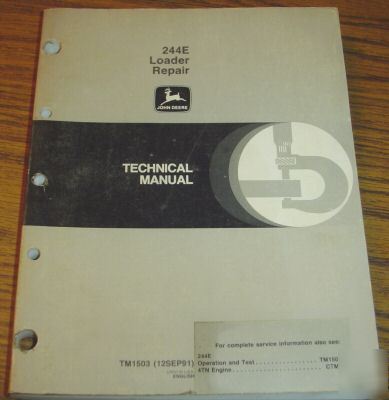 244E
Loader
Repair
JOHN DEERE
TECHNICAL
MANUAL
For complete service information also see:
244E
Operation and Test . . . . . . . . . . . . . . . . TM150
4TN Engine . . . . . . . . . . . . . . . . . . . . . . . CTM
TM1503 (12SEP91)
ENGLISH